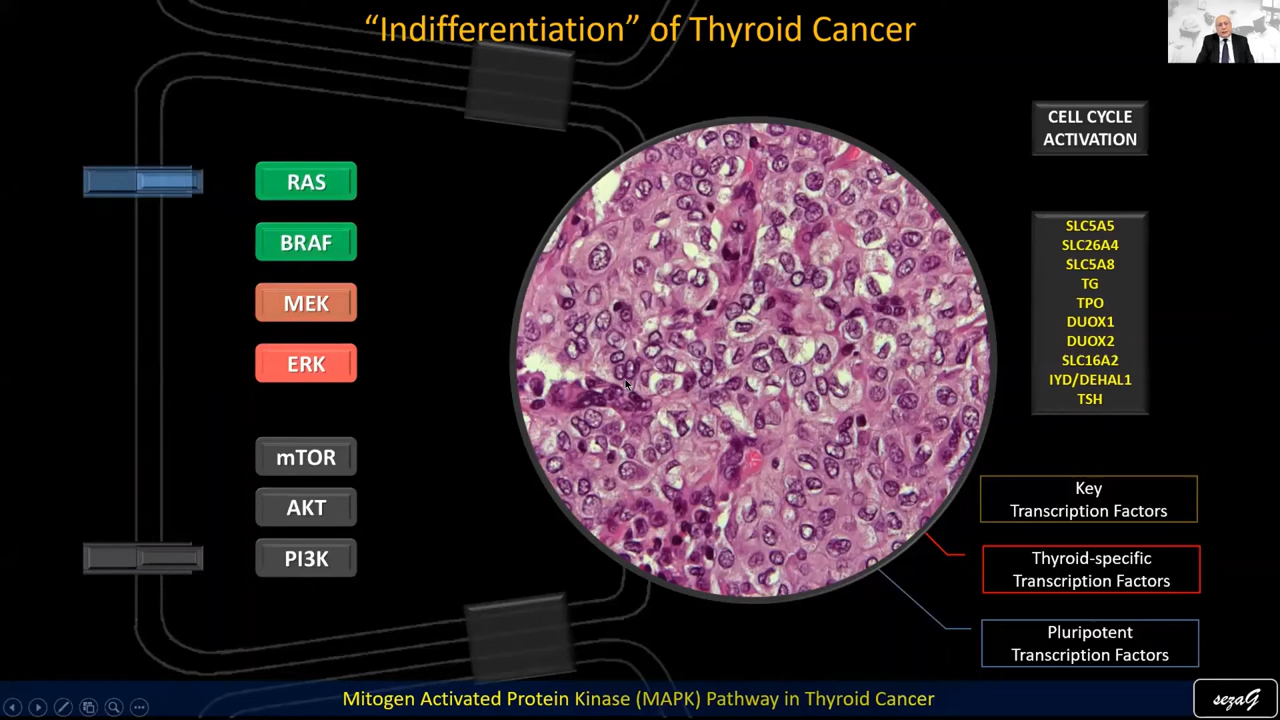 “Indifferentiation” of Thyroid Cancer
RAS
BRAF
MEK
ERK
mTOR
AKT
PI3K
CELL CYCLE
ACTIVATION
SLC5A5
SLC26A4
SLC5A8
TG
TPO
DUOX1
DUOX2
SLC16A2
IYD/DEHAL1
TSH
Key
Transcription Factors
Thyroid-specific
Transcription Factors
Pluripotent
Transcription Factors
Mitogen Activated Protein Kinase (MAPK) Pathway in Thyroid Cancer
sezaG